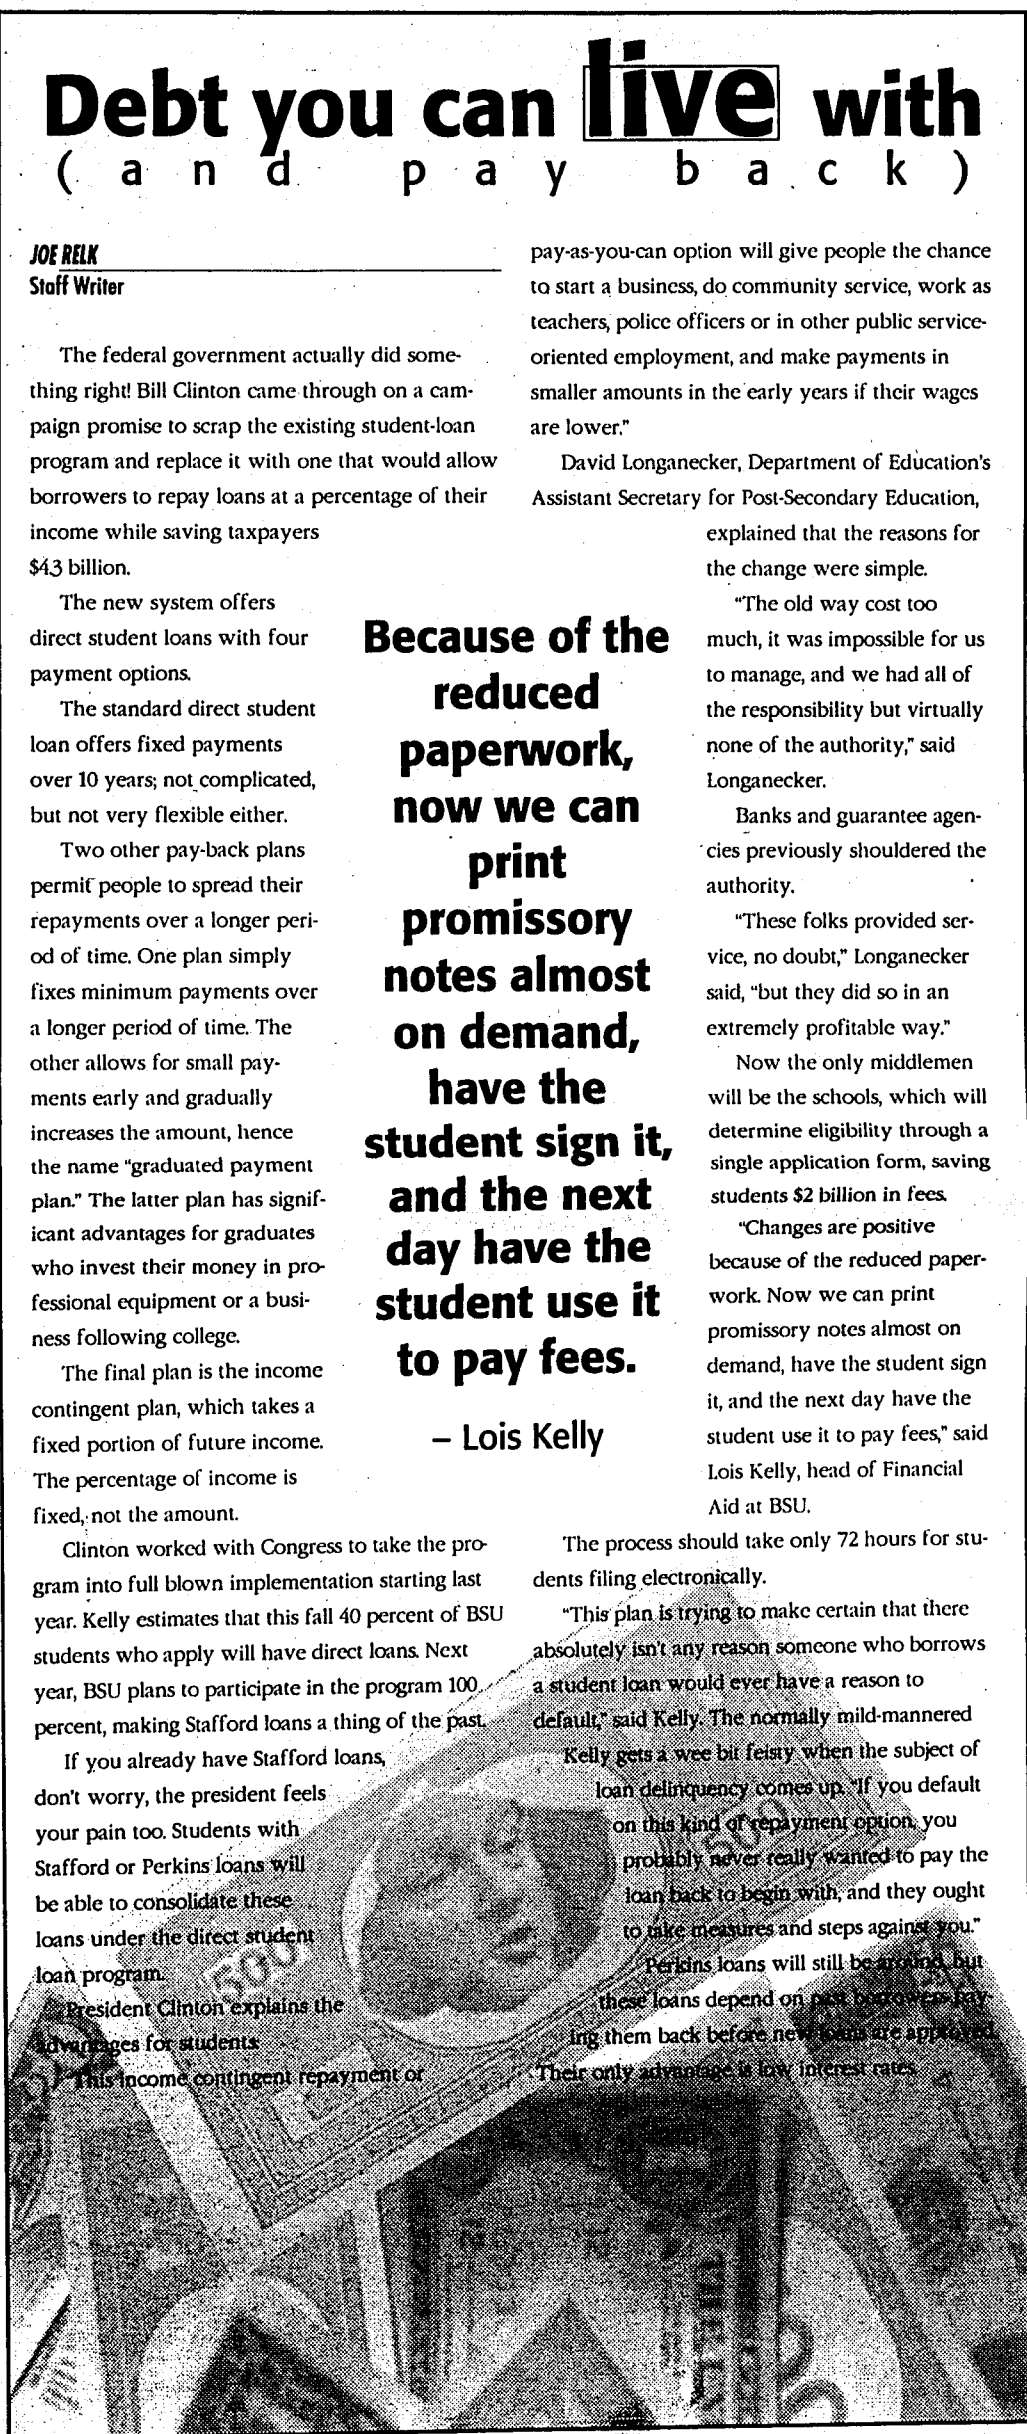 Debt you can live with
(and pay back)
JOE RELK
Staff Writer
The federal government actually did some-
thing right! Bill Clinton came through on a cam-
paign promise to scrap the existing student-loan
program and replace it with one that would allow
borrowers to repay loans at a percentage of their
income while saving taxpayers
$4.3 billion.
The new system offers
direct student loans with four
payment options.
The standard direct student
loan offers fixed payments
over 10 years; not complicated,
but not very flexible either.
Two other pay-back plans
permit people to spread their
repayments over a longer peri-
od of time. One plan simply
fixes minimum payments over
a longer period of time. The
other allows for small pay-
ments early and gradually
increases the amount, hence
the name "graduated payment
plan." The latter plan has signif-
icant advantages for graduates
who invest their money in pro-
fessional equipment or a busi-
ness following college.
The final plan is the income
contingent plan, which takes a
fixed portion of future income.
The percentage of income is
fixed, not the amount.
Clinton worked with Congress to take the pro-
gram into full blown implementation starting last
year. Kelly estimates that this fall 40 percent of BSU
students who apply will have direct loans. Next
year, BSU plans to participate in the program 100
percent, making Stafford loans a thing of the past.
If you already have Stafford loans,
don't worry, the president feels
your pain too. Students with
Stafford or Perkins loans will
be able to consolidate these
loans under the direct student
loan program.
President Clinton explains the
advantages for students.
"This income contingent repayment or
Because of the
reduced
paperwork,
now we can
print
promissory
notes almost
on demand,
have the
student sign it,
and the next
day have the
student use it
to pay fees.
– Lois Kelly
pay-as-you-can option will give people the chance
to start a business, do community service, work as
teachers, police officers or in other public service-
oriented employment, and make payments in
smaller amounts in the early years if their wages
are lower."
David Longanecker, Department of Education's
Assistant Secretary for Post-Secondary Education,
explained that the reasons for
the change were simple.
"The old way cost too
much, it was impossible for us
to manage, and we had all of
the responsibility but virtually
none of the authority," said
Longanecker.
Banks and guarantee agen-
cies previously shouldered the
authority.
"These folks provided ser-
vice, no doubt," Longanecker
said, "but they did so in an
extremely profitable way."
Now the only middlemen
will be the schools, which will
determine eligibility through a
single application form, saving
students $2 billion in fees.
"Changes are positive
because of the reduced paper-
work. Now we can print
promissory notes almost on
demand, have the student sign
it, and the next day have the
student use it to pay fees," said
Lois Kelly, head of Financial
Aid at BSU.
The process should take only 72 hours for stu-
dents filing electronically.
"This plan is trying to make certain that there
absolutely isn't any reason someone who borrows
a student loan would ever have a reason to
default," said Kelly. The normally mild-mannered
Kelly gets a wee bit feisty when the subject of
loan delinquency comes up. "If you default
on this kind of repayment option, you
probably never really wanted to pay the
loan back to begin with, and they ought
to take measures and steps against you."
Perkins loans will still be around, but
these loans depend on past borrowers pay-
ing them back before new loans are approved.
Their only advantage is low interest rates.
500
500